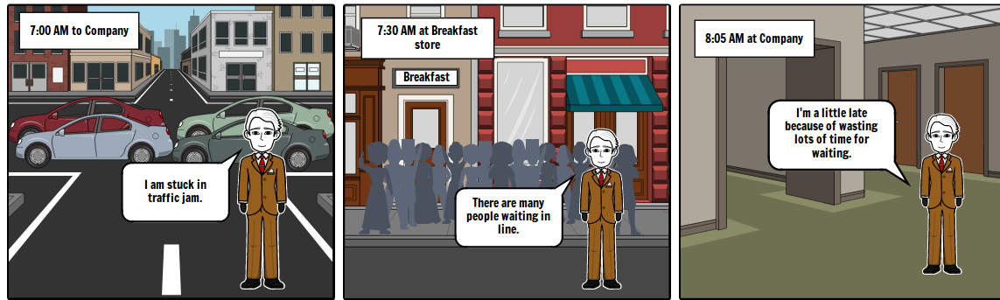 7:00 AM to Company
I am stuck in
traffic jam.
7:30 AM at Breakfast
store
Breakfast
There are many
people waiting in
line.
8:05 AM at Company
I'm a little late
because of wasting
lots of time for
waiting.